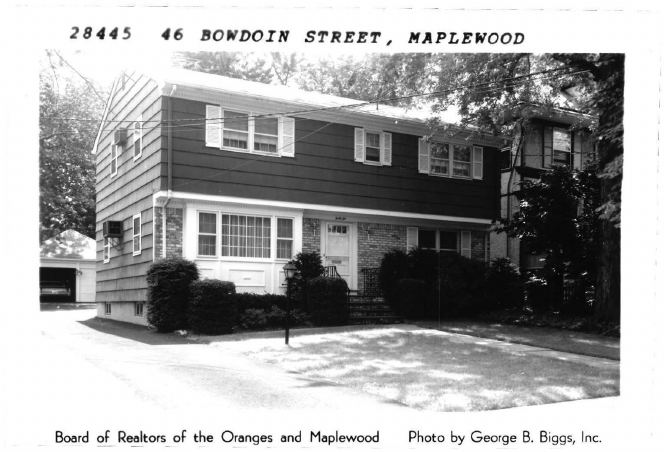 28445 46 BOWDOIN STREET, MAPLEWOOD
Board of Realtors of the Oranges and Maplewood Photo by George B. Biggs, Inc.